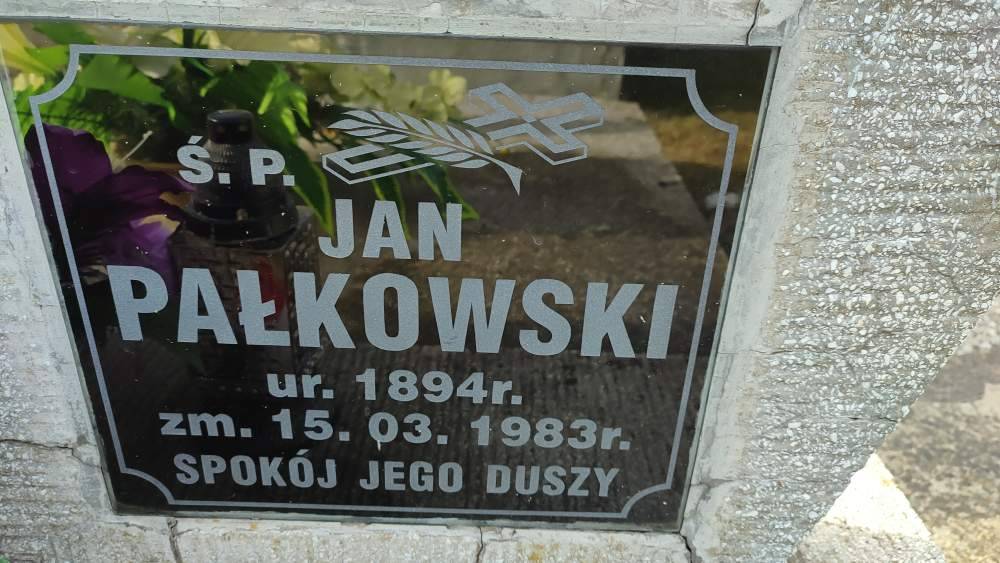 Ś. P.
JAN
PAŁKOWSKI
ur. 1894r.
zm. 15. 03. 1983r.
SPOKÓJ JEGO DUSZY